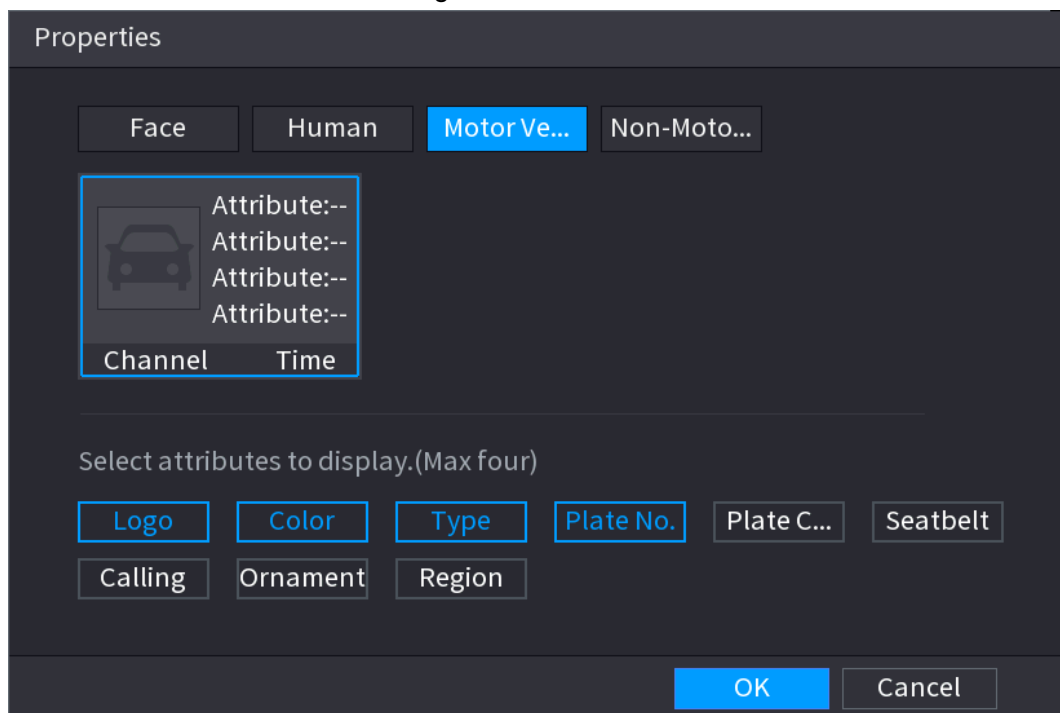 Properties
Face Human Motor Ve... Non-Moto...
Attribute:--
Attribute:--
Attribute:--
Attribute:--
Channel Time
Select attributes to display.(Max four)
Logo Color Type Plate No. Plate C... Seatbelt
Calling Ornament Region
OK Cancel